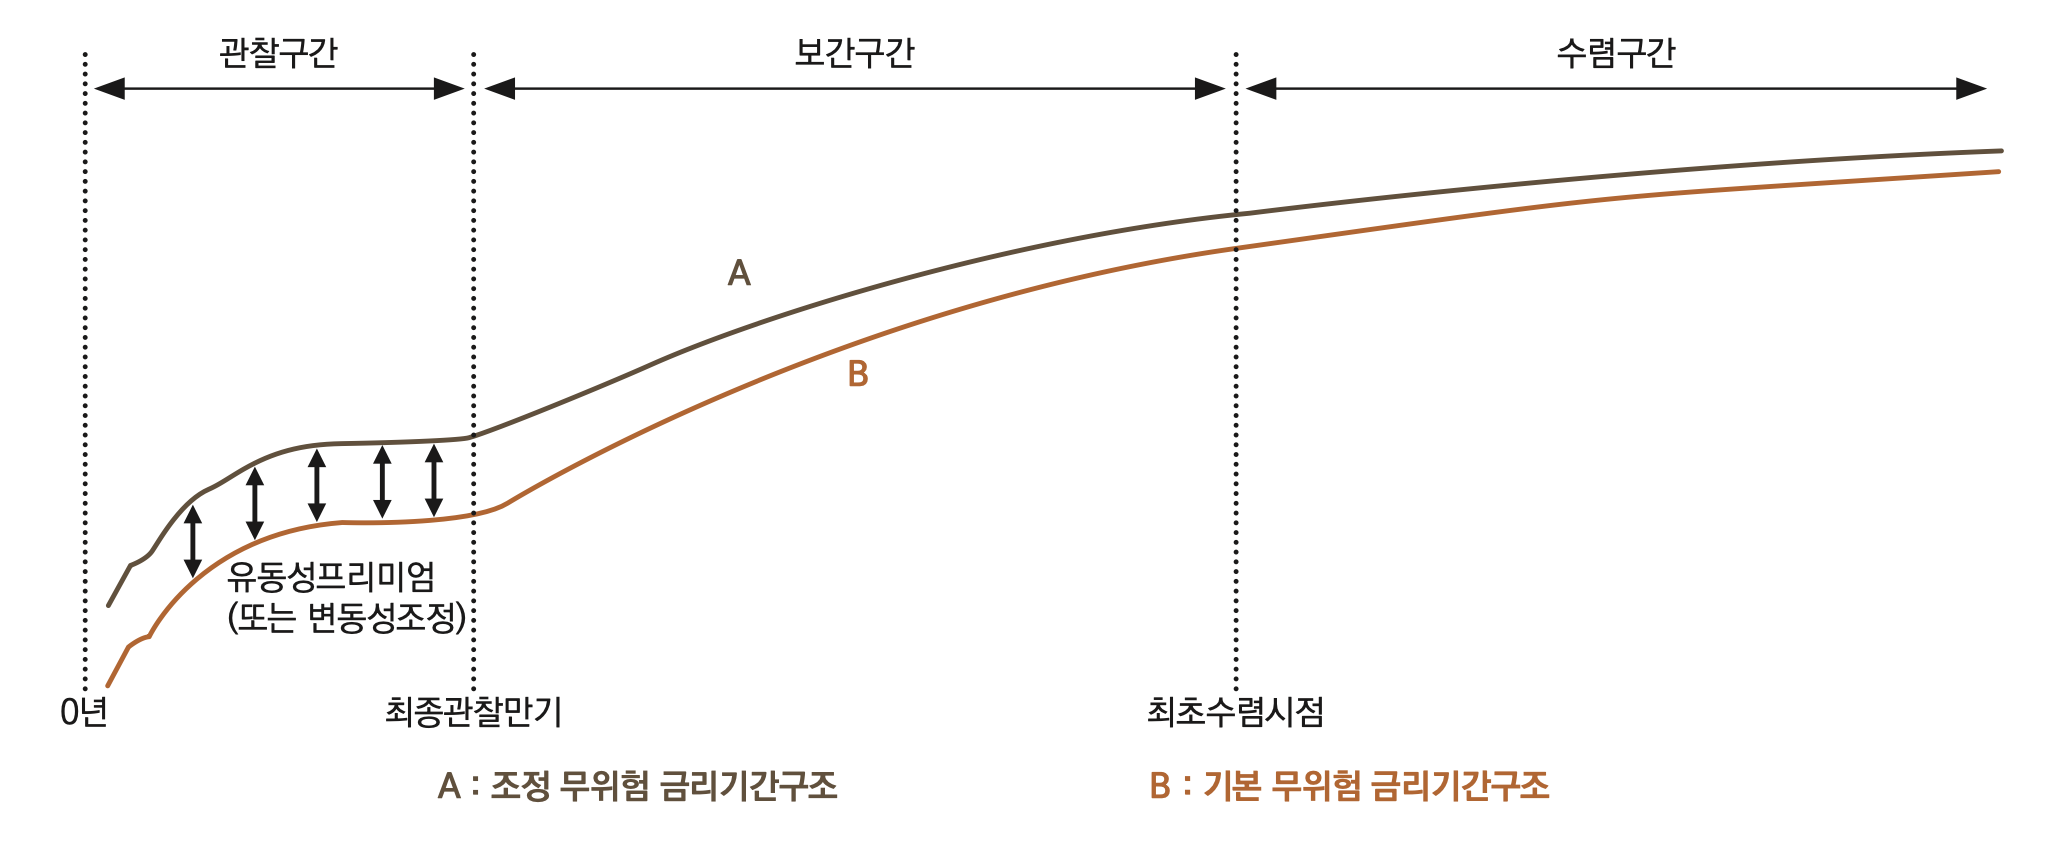 관찰구간
보간구간
수렴구간
A
B
유동성프리미엄
(또는 변동성조정)
0년
최종관찰만기
최초수렴시점
A : 조정 무위험 금리기간구조
B : 기본 무위험 금리기간구조